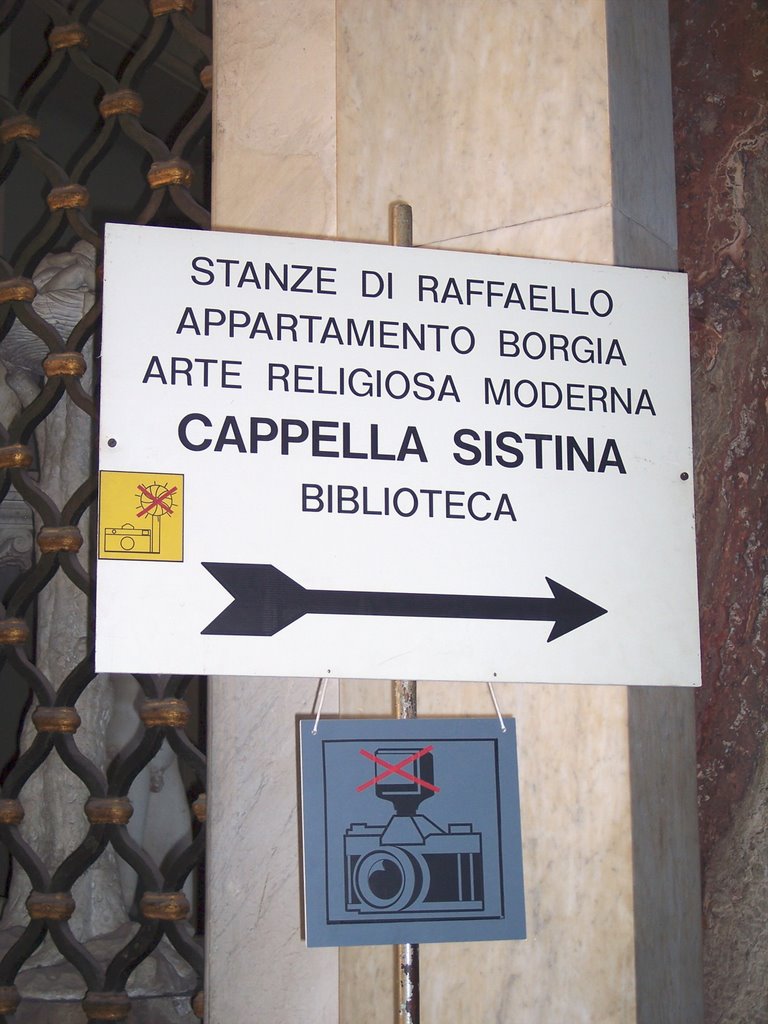 STANZE DI RAFFAELLO
APPARTAMENTO BORGIA
ARTE RELIGIOSA MODERNA
CAPPELLA SISTINA
BIBLIOTECA